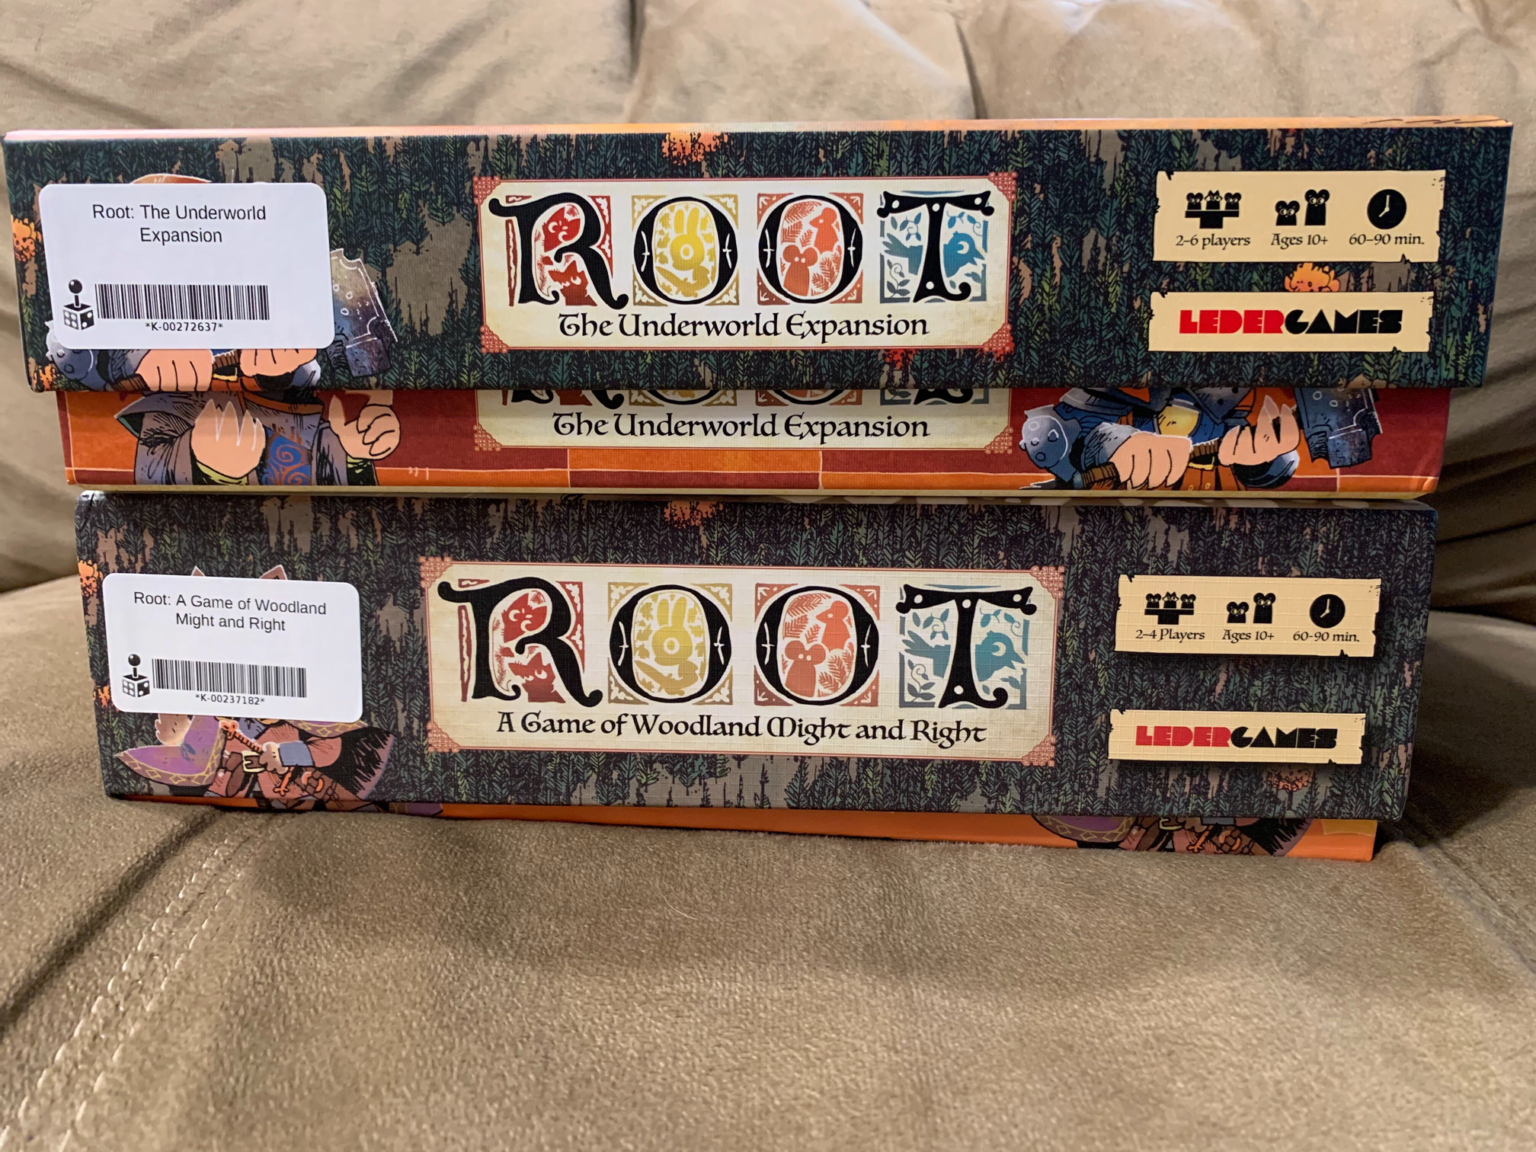 Root: The Underworld
Expansion
*K-00272637*
ROOT
The Underworld Expansion
2-6 players Ages 10+ 60-90 min.
LEDERGAMES
The Underworld Expansion
Root: A Game of Woodland
Might and Right
*K-00237182*
ROOT
A Game of Woodland Might and Right
2-4 Players Ages 10+ 60-90 min.
LEDERGAMES